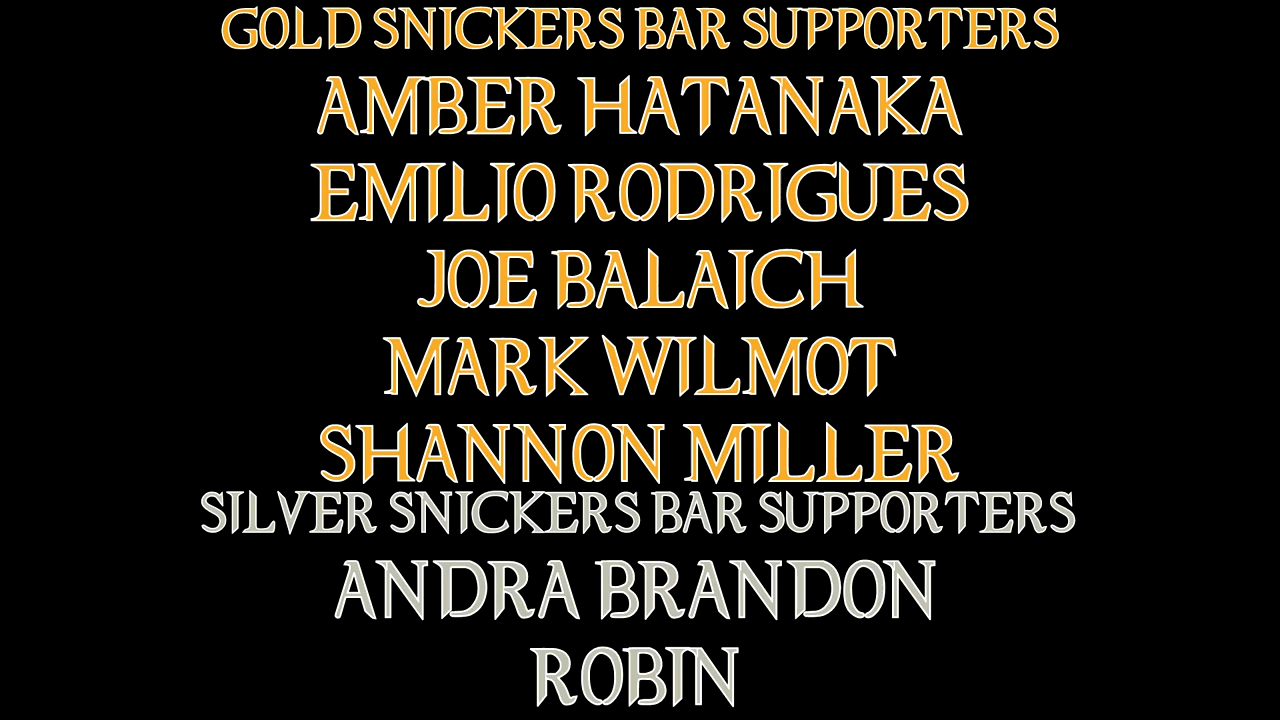 GOLD SNICKERS BAR SUPPORTERS
AMBER HATANAKA
EMILIO RODRIGUES
JOE BALAICH
MARK WILMOT
SHANNON MILLER
SILVER SNICKERS BAR SUPPORTERS
ANDRA BRANDON
ROBIN